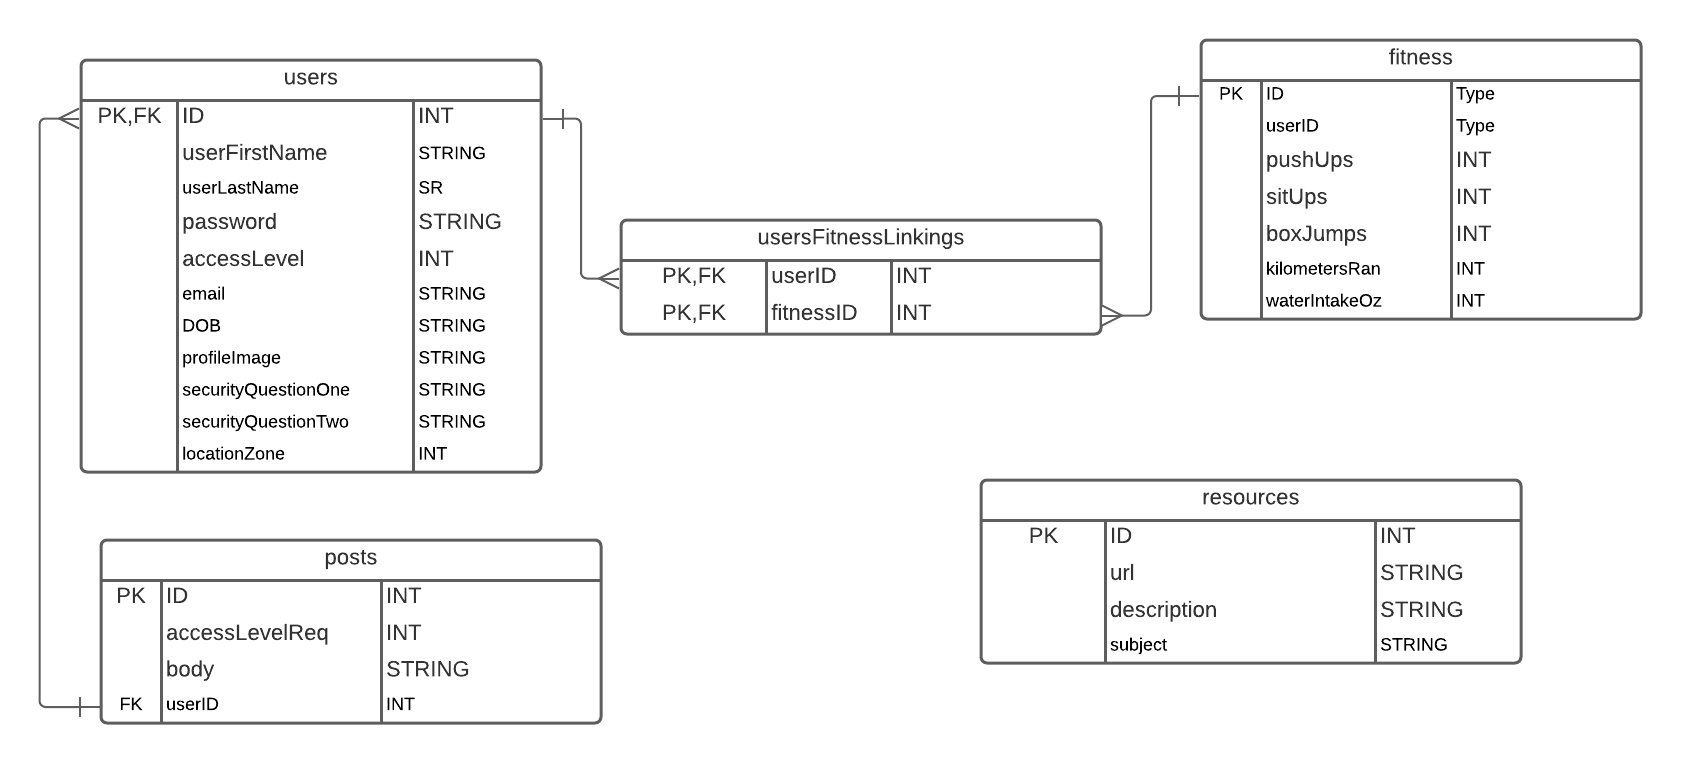 users
PK,FK ID INT
userFirstName STRING
userLastName SR
password STRING
accessLevel INT
email STRING
DOB STRING
profileImage STRING
securityQuestionOne STRING
securityQuestionTwo STRING
locationZone INT
fitness
PK ID Type
userID Type
pushUps INT
sitUps INT
boxJumps INT
kilometersRan INT
waterIntakeOz INT
usersFitnessLinkings
PK,FK userID INT
PK,FK fitnessID INT
posts
PK ID INT
accessLevelReq INT
body STRING
FK userID INT
resources
PK ID INT
url STRING
description STRING
subject STRING